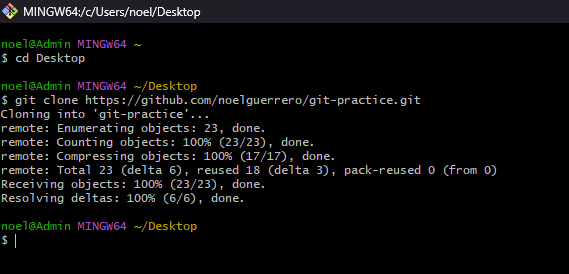 MINGW64:/c/Users/noel/Desktop
noel@Admin MINGW64 ~
$ cd Desktop
noel@Admin MINGW64 ~/Desktop
$ git clone https://github.com/noelguerrero/git-practice.git
Cloning into 'git-practice'...
remote: Enumerating objects: 23, done.
remote: Counting objects: 100% (23/23), done.
remote: Compressing objects: 100% (17/17), done.
remote: Total 23 (delta 6), reused 18 (delta 3), pack-reused 0 (from 0)
Receiving objects: 100% (23/23), done.
Resolving deltas: 100% (6/6), done.
noel@Admin MINGW64 ~/Desktop
$